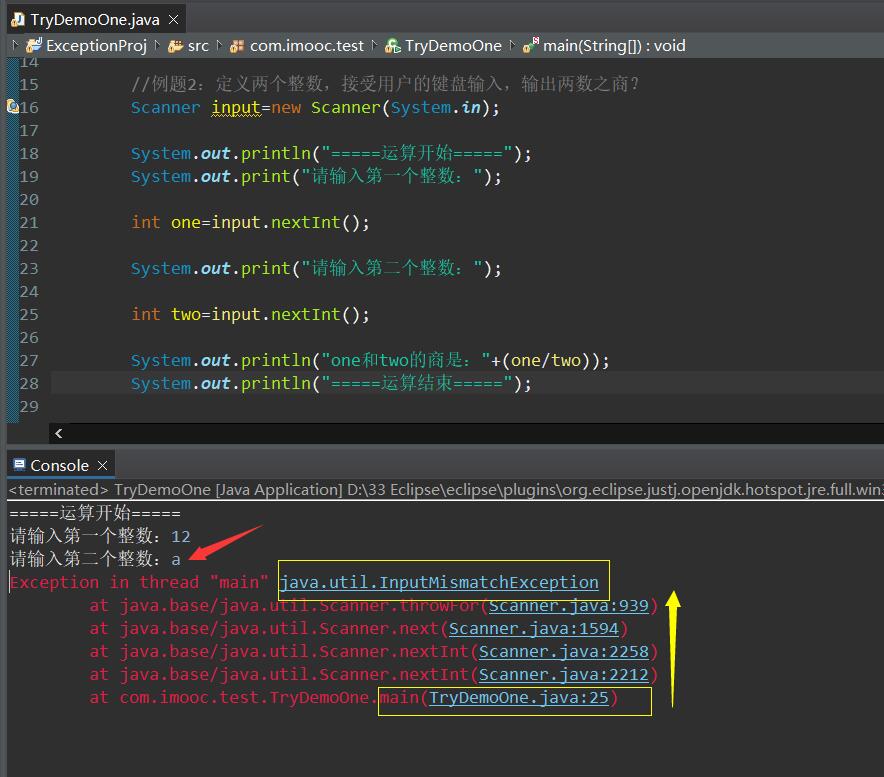 TryDemoOne.java
ExceptionProj src com.imooc.test TryDemoOne main(String[]) : void
14
15 //例题2：定义两个整数，接受用户的键盘输入，输出两数之商？
16 Scanner input=new Scanner(System.in);
17
18 System.out.println("=====运算开始=====");
19 System.out.print("请输入第一个整数：");
20
21 int one=input.nextInt();
22
23 System.out.print("请输入第二个整数：");
24
25 int two=input.nextInt();
26
27 System.out.println("one和two的商是："+(one/two));
28 System.out.println("=====运算结束=====");
29
Console
<terminated> TryDemoOne [Java Application] D:\33 Eclipse\eclipse\plugins\org.eclipse.justj.openjdk.hotspot.jre.full.win3
=====运算开始=====
请输入第一个整数：12
请输入第二个整数：a
Exception in thread "main" java.util.InputMismatchException
at java.base/java.util.Scanner.throwFor(Scanner.java:939)
at java.base/java.util.Scanner.next(Scanner.java:1594)
at java.base/java.util.Scanner.nextInt(Scanner.java:2258)
at java.base/java.util.Scanner.nextInt(Scanner.java:2212)
at com.imooc.test.TryDemoOne.main(TryDemoOne.java:25)